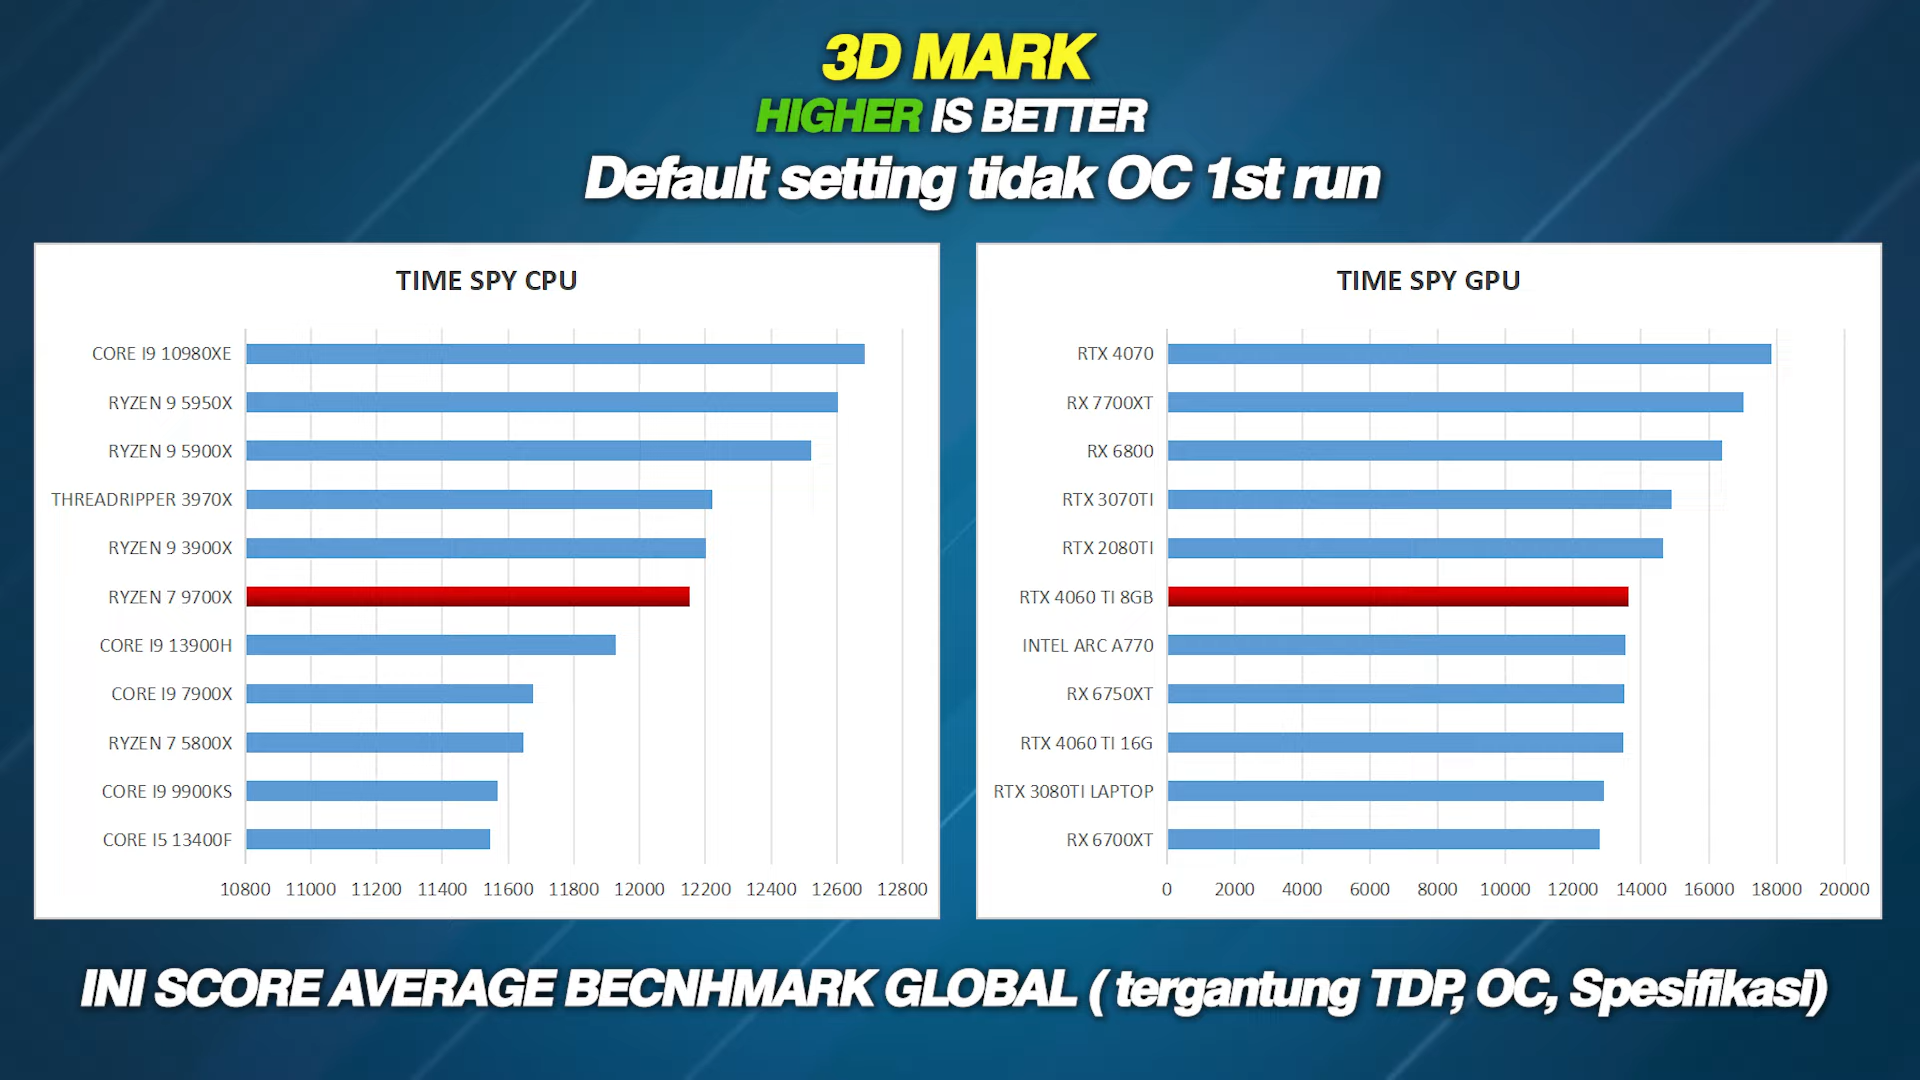 3D MARK
HIGHER IS BETTER
Default setting tidak OC 1st run
TIME SPY CPU
CORE I9 10980XE
RYZEN 9 5950X
RYZEN 9 5900X
THREADRIPPER 3970X
RYZEN 9 3900X
RYZEN 7 9700X
CORE I9 13900H
CORE I9 7900X
RYZEN 7 5800X
CORE I9 9900KS
CORE I5 13400F
10800 11000 11200 11400 11600 11800 12000 12200 12400 12600 12800
TIME SPY GPU
RTX 4070
RX 7700XT
RX 6800
RTX 3070TI
RTX 2080TI
RTX 4060 TI 8GB
INTEL ARC A770
RX 6750XT
RTX 4060 TI 16G
RTX 3080TI LAPTOP
RX 6700XT
0 2000 4000 6000 8000 10000 12000 14000 16000 18000 20000
INI SCORE AVERAGE BECNHMARK GLOBAL ( tergantung TDP, OC, Spesifikasi)